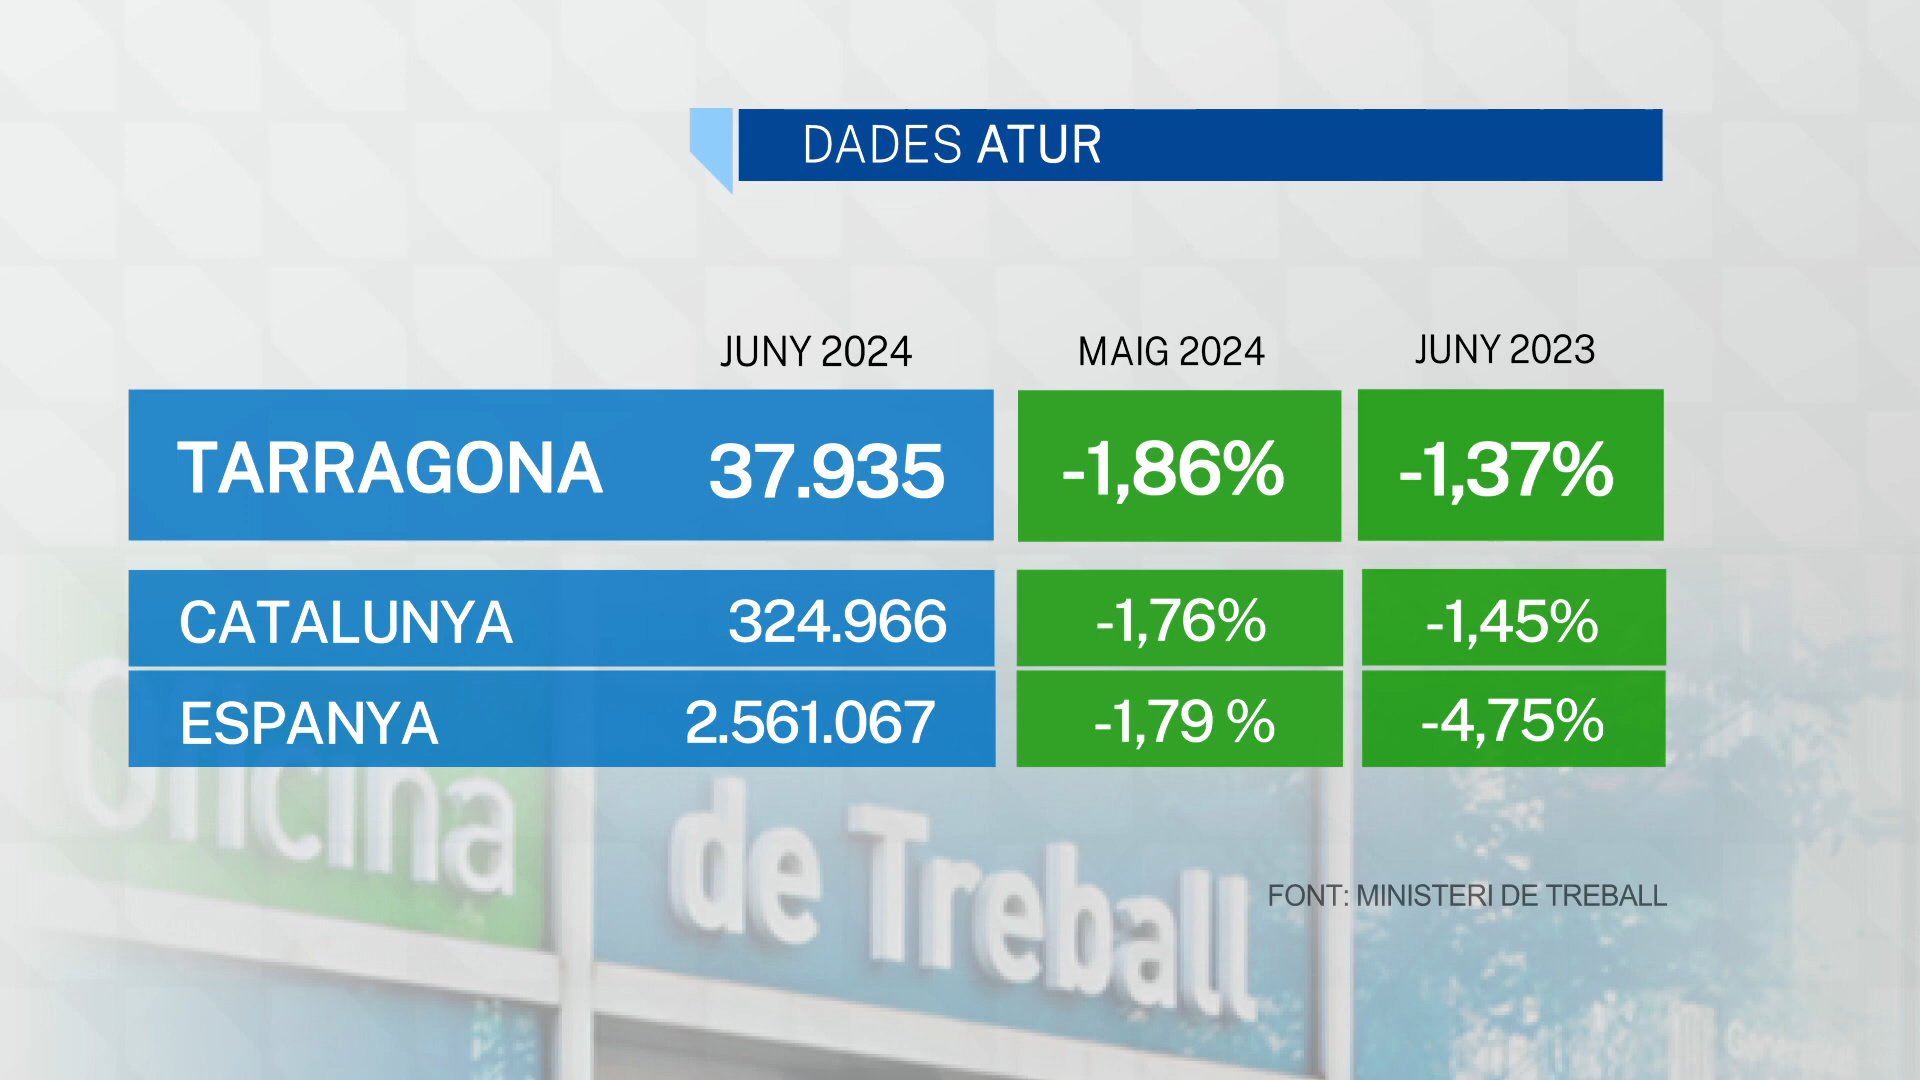 DADES ATUR
JUNY 2024 MAIG 2024 JUNY 2023
TARRAGONA 37.935 -1,86% -1,37%
CATALUNYA 324.966 -1,76% -1,45%
ESPANYA 2.561.067 -1,79 % -4,75%
Oficina de Treball
FONT: MINISTERI DE TREBALL